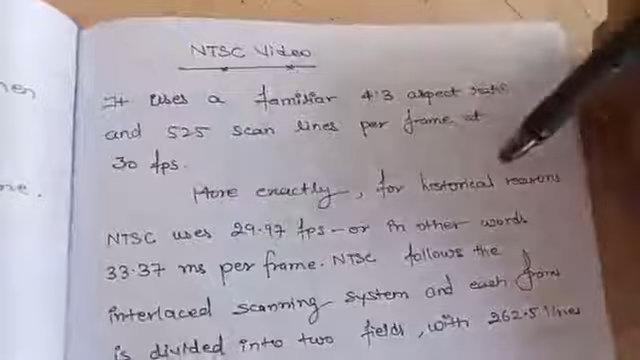 NTSC Video
It uses a familiar 4:3 aspect ratio
and 525 scan lines per frame at
30 fps.
More exactly, for historical reasons
NTSC uses 29.97 fps - or in other words
33.37 ms per frame. NTSC follows the
interlaced scanning system and each fram
is divided into two fields, with 262.5 lines